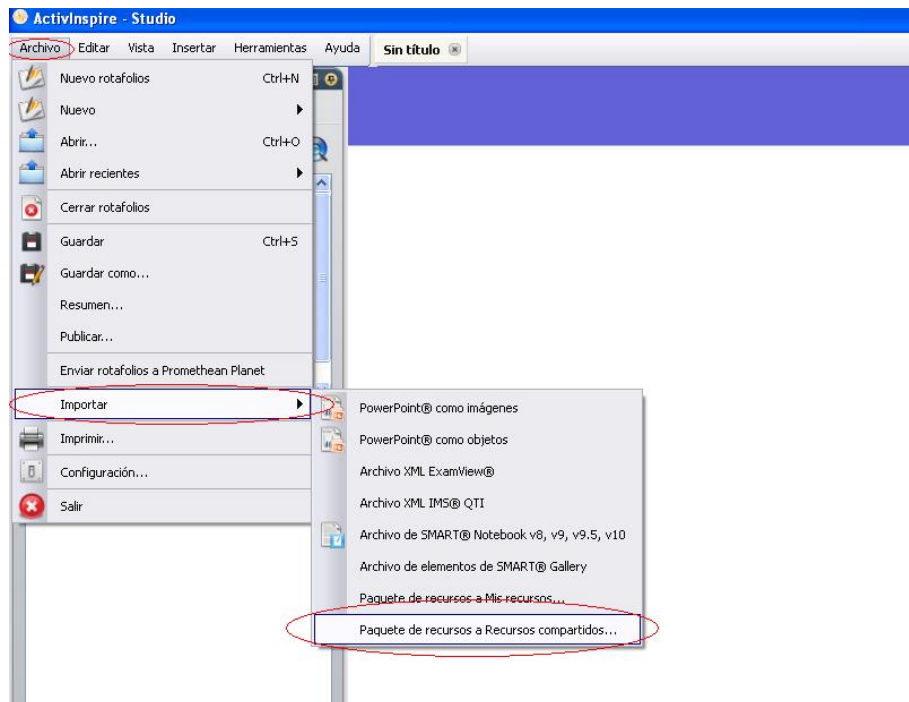 ActivInspire - Studio
Archivo Editar Vista Insertar Herramientas Ayuda Sin título
Nuevo rotafolios Ctrl+N
Nuevo
Abrir... Ctrl+O
Abrir recientes
Cerrar rotafolios
Guardar Ctrl+S
Guardar como...
Resumen...
Publicar...
Enviar rotafolios a Promethean Planet
Importar
Imprimir...
Configuración...
Salir
PowerPoint® como imágenes
PowerPoint® como objetos
Archivo XML ExamView®
Archivo XML IMS® QTI
Archivo de SMART® Notebook v8, v9, v9.5, v10
Archivo de elementos de SMART® Gallery
Paquete de recursos a Mis recursos...
Paquete de recursos a Recursos compartidos...